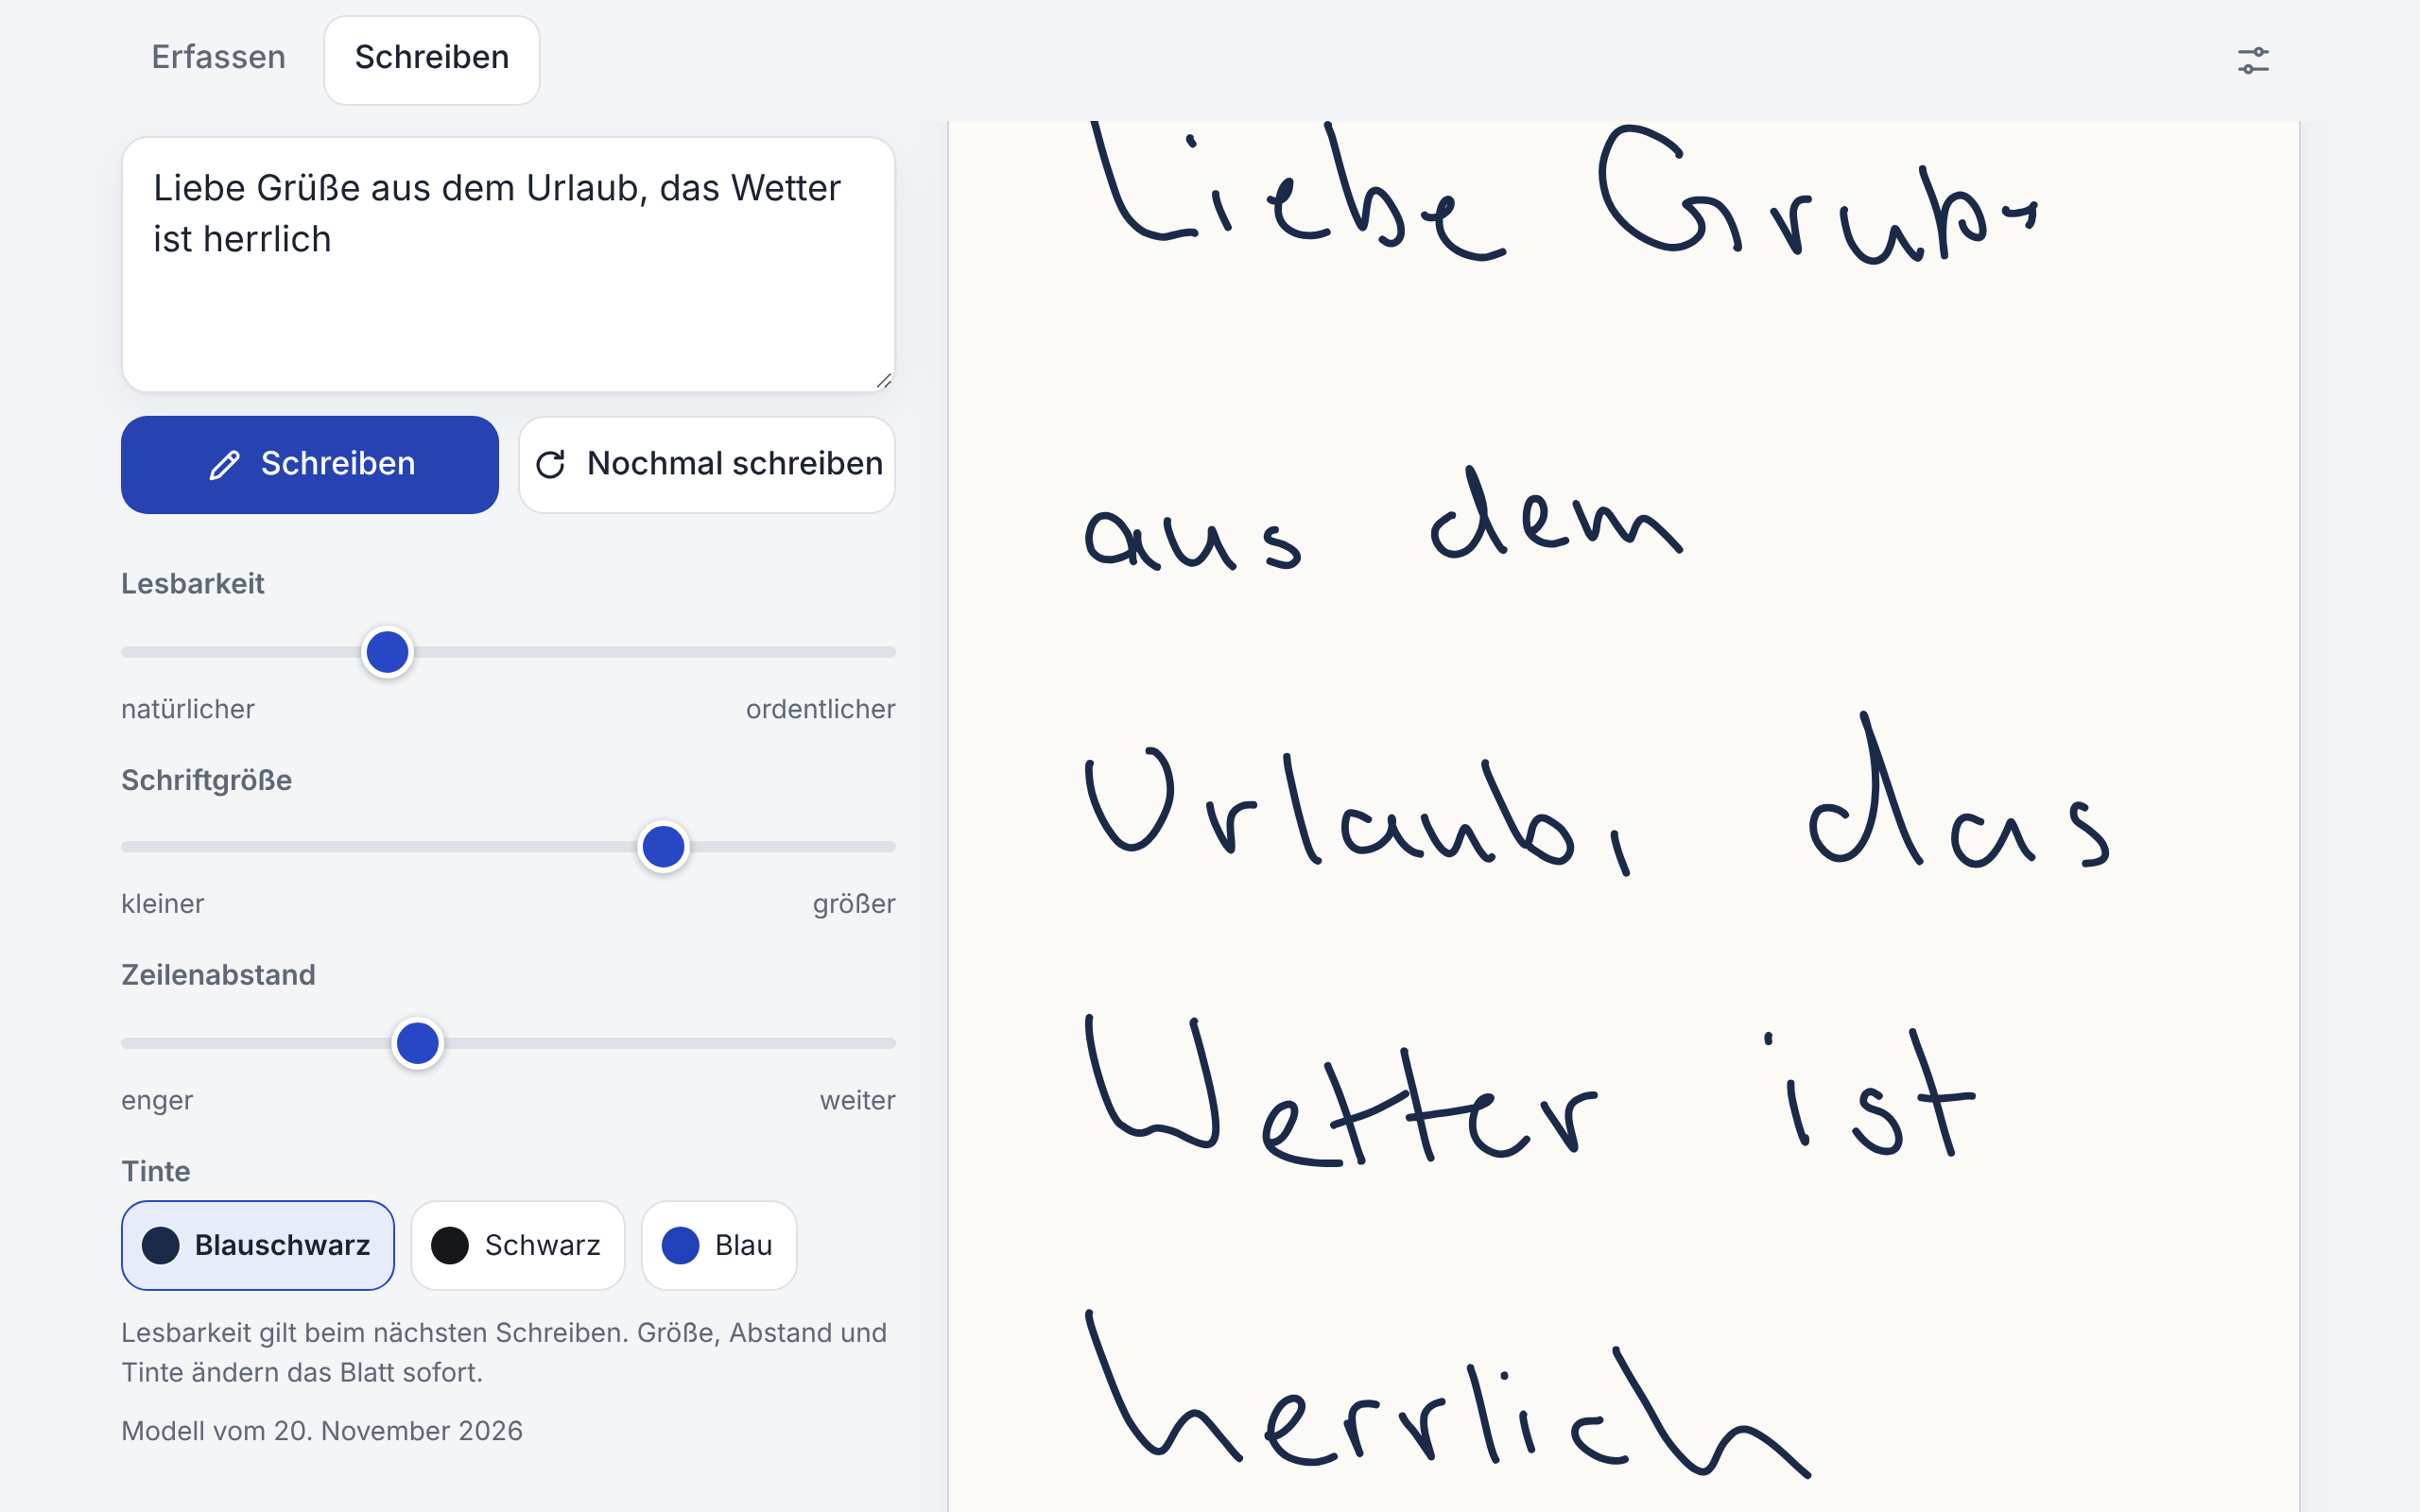 Erfassen Schreiben
Liebe Grüße aus dem Urlaub, das Wetter
ist herrlich
Schreiben Nochmal schreiben
Lesbarkeit
natürlicher ordentlicher
Schriftgröße
kleiner größer
Zeilenabstand
enger weiter
Tinte
Blauschwarz Schwarz Blau
Lesbarkeit gilt beim nächsten Schreiben. Größe, Abstand und
Tinte ändern das Blatt sofort.
Modell vom 20. November 2026
Liebe
aus dem
Urlaub, das
Wetter ist
herrlich